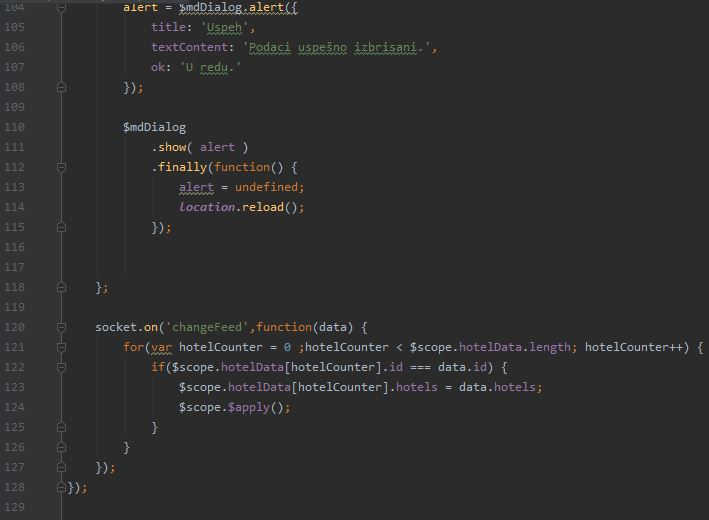 104 alert = $mdDialog.alert({
105 title: 'Uspeh',
106 textContent: 'Podaci uspešno izbrisani.',
107 ok: 'U redu.'
108 });
109
110 $mdDialog
111 .show( alert )
112 .finally(function() {
113 alert = undefined;
114 location.reload();
115 });
116
117
118 };
119
120 socket.on('changeFeed',function(data) {
121 for(var hotelCounter = 0 ;hotelCounter < $scope.hotelData.length; hotelCounter++) {
122 if($scope.hotelData[hotelCounter].id === data.id) {
123 $scope.hotelData[hotelCounter].hotels = data.hotels;
124 $scope.$apply();
125 }
126 }
127 });
128 });
129